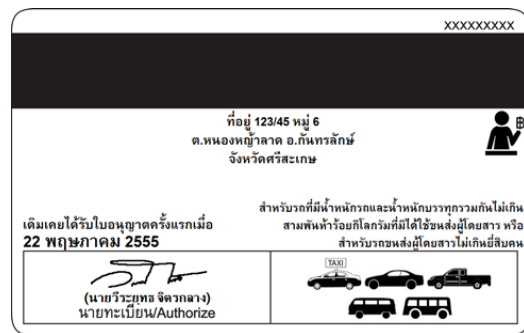 XXXXXXXXX
ที่อยู่ 123/45 หมู่ 6
ต.หนองหญ้าลาด อ.กันทรลักษ์
จังหวัดศรีสะเกษ
สำหรับรถที่มีน้ำหนักรถและน้ำหนักบรรทุกรวมกันไม่เกิน
สามพันห้าร้อยกิโลกรัมที่มิได้ใช้ขนส่งผู้โดยสาร หรือ
สำหรับรถขนส่งผู้โดยสารไม่เกินยี่สิบคน
เดิมเคยได้รับใบอนุญาตครั้งแรกเมื่อ
22 พฤษภาคม 2555
(นายวีระยุทธ จิตรกลาง)
นายทะเบียน/Authorize
TAXI